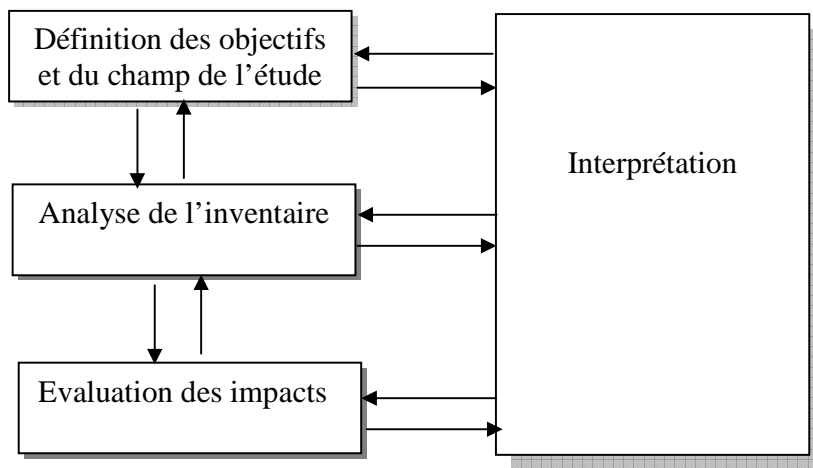 Définition des objectifs
et du champ de l’étude
Interprétation
Analyse de l’inventaire
Evaluation des impacts